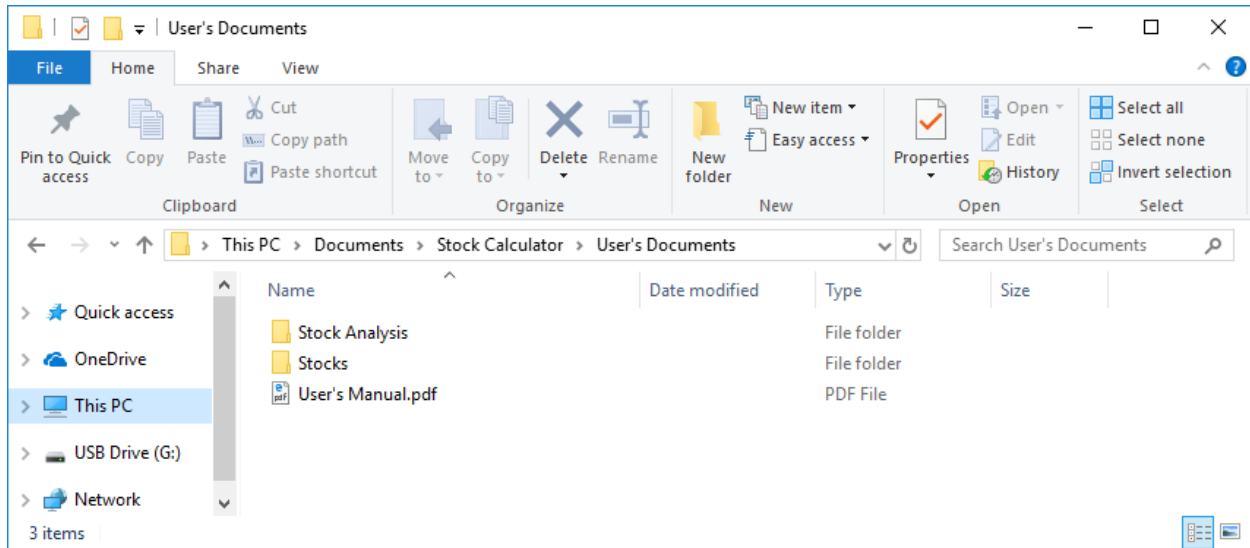 User's Documents
File Home Share View
Pin to Quick access
Copy
Paste
Cut
Copy path
Paste shortcut
Clipboard
Move to
Copy to
Delete
Rename
Organize
New folder
New item
Easy access
New
Properties
Open
Edit
History
Open
Select all
Select none
Invert selection
Select
This PC > Documents > Stock Calculator > User's Documents
Search User's Documents
Name Date modified Type Size
Quick access
OneDrive
This PC
USB Drive (G:)
Network
Stock Analysis File folder
Stocks File folder
User's Manual.pdf PDF File
3 items